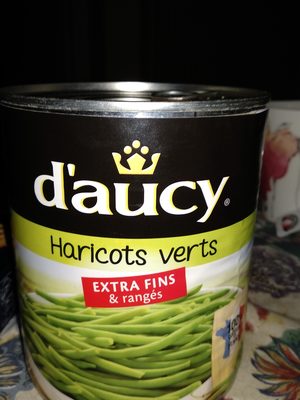 d'aucy®
Haricots verts
EXTRA FINS
& rangés